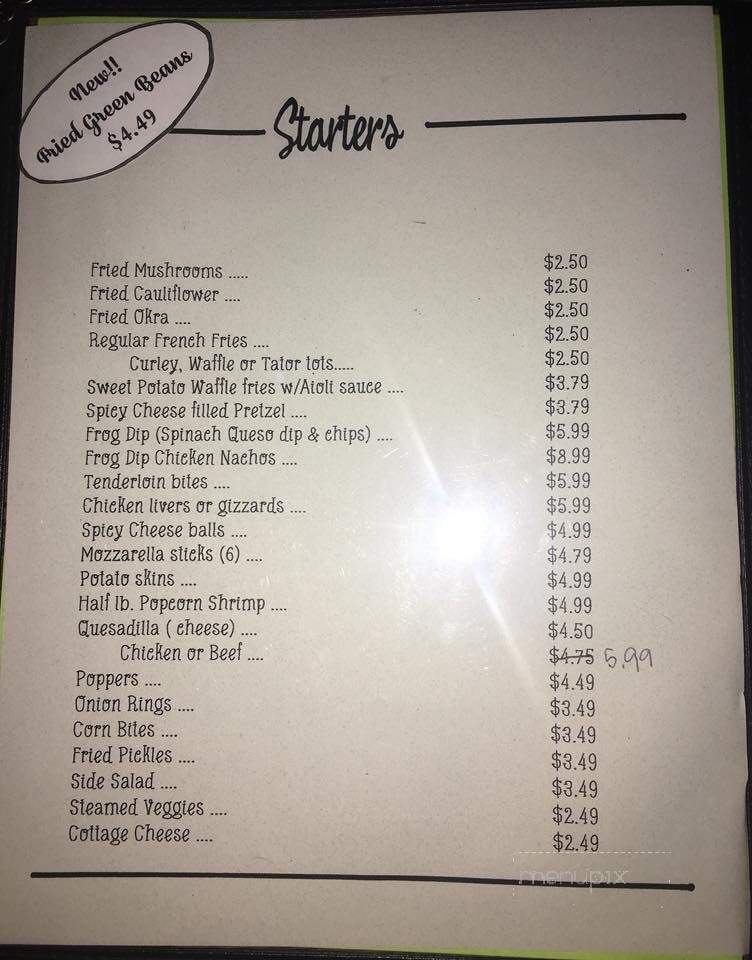 New!!
Fried Green Beans
$4.49
Starters
Fried Mushrooms ..... $2.50
Fried Cauliflower .... $2.50
Fried Okra .... $2.50
Regular French Fries .... $2.50
Curley, Waffle or Tator tots..... $2.50
Sweet Potato Waffle fries w/Aioli sauce .... $3.79
Spicy Cheese filled Pretzel .... $3.79
Frog Dip (Spinach Queso dip & chips) .... $5.99
Frog Dip Chicken Nachos .... $8.99
Tenderloin bites .... $5.99
Chicken livers or gizzards .... $5.99
Spicy Cheese balls .... $4.99
Mozzarella sticks (6) .... $4.79
Potato skins .... $4.99
Half lb. Popcorn Shrimp .... $4.99
Quesadilla ( cheese) .... $4.50
Chicken or Beef .... $4.75 5.99
Poppers .... $4.49
Onion Rings .... $3.49
Corn Bites .... $3.49
Fried Pickles .... $3.49
Side Salad .... $3.49
Steamed Veggies .... $2.49
Cottage Cheese .... $2.49
menupix